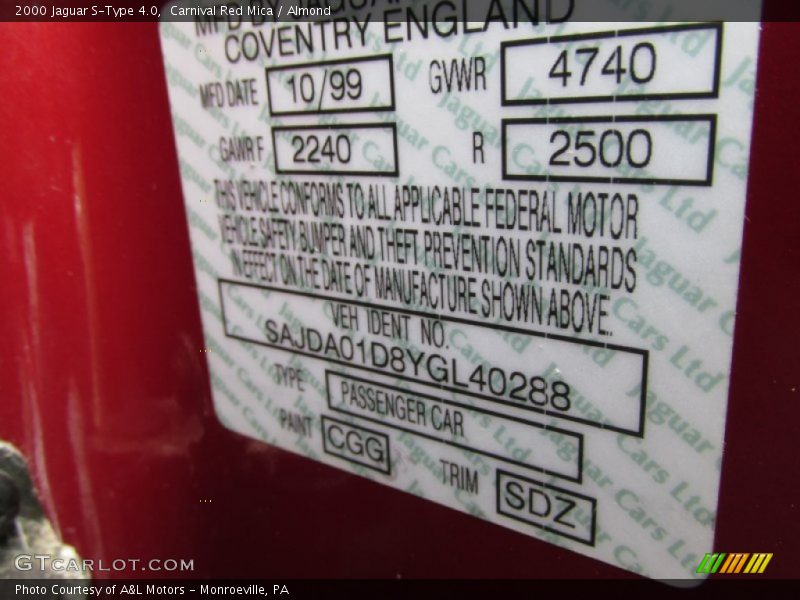 2000 Jaguar S-Type 4.0, Carnival Red Mica / Almond
COVENTRY ENGLAND
MFD DATE 10/99 GVWR 4740
GAWR F 2240 R 2500
THIS VEHICLE CONFORMS TO ALL APPLICABLE FEDERAL MOTOR
VEHICLE SAFETY BUMPER AND THEFT PREVENTION STANDARDS
IN EFFECT ON THE DATE OF MANUFACTURE SHOWN ABOVE.
VEH IDENT NO.
SAJDA01D8YGL40288
TYPE PASSENGER CAR
PAINT CGG TRIM SDZ
Jaguar Cars Ltd
GTCARLOT.COM
Photo Courtesy of A&L Motors - Monroeville, PA